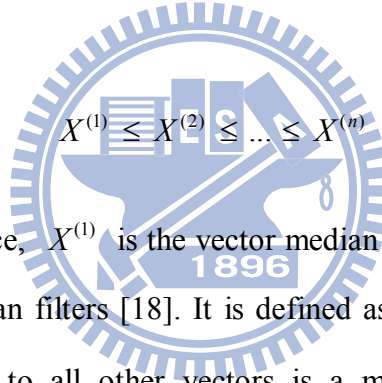 E S
X^{(1)} ≤ X^{(2)} ≤ ... ≤ X^{(n)}
ce, X^{(1)} is the vector median
1896
an filters [18]. It is defined as
to all other vectors is a m